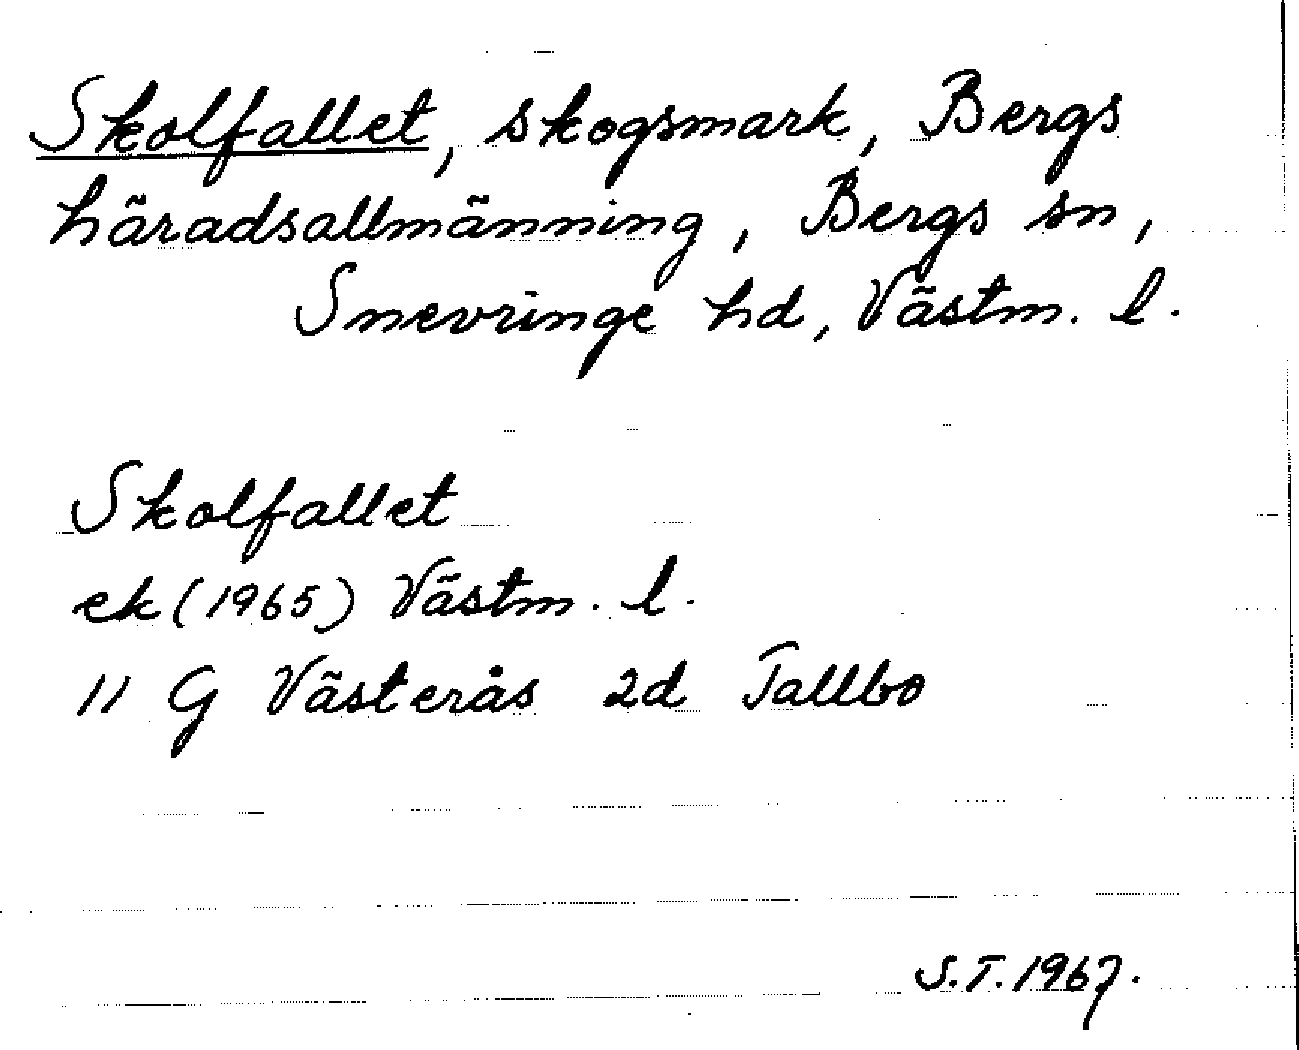 Skolfallet, skogsmark, Bergs
häradsallmänning, Bergs sn,
Snevringe hd, Västm. l.
Skolfallet
ek (1965) Västm. l.
11 G Västerås 2d Tallbo
S.T. 1967.